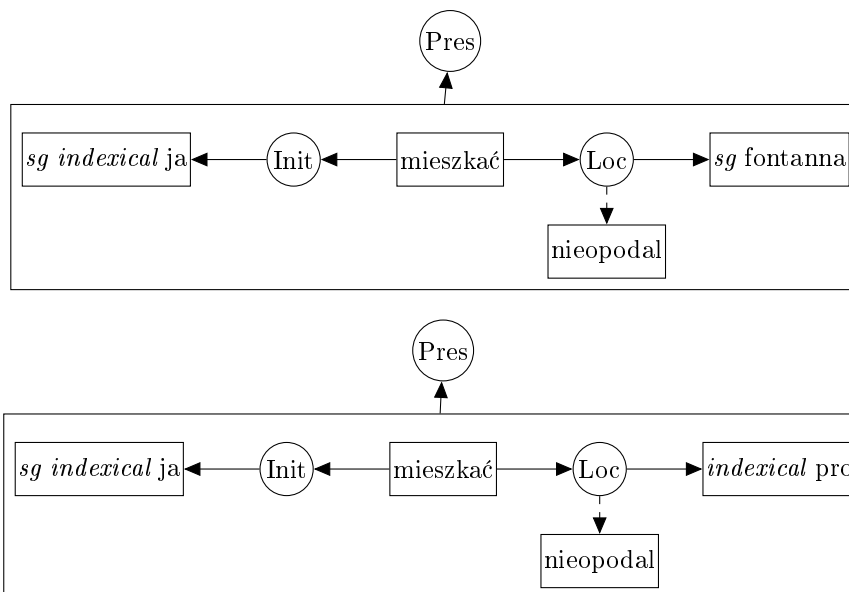 Pres
sg indexical ja Init mieszkać Loc sg fontanna
nieopodal
Pres
sg indexical ja Init mieszkać Loc indexical pro
nieopodal